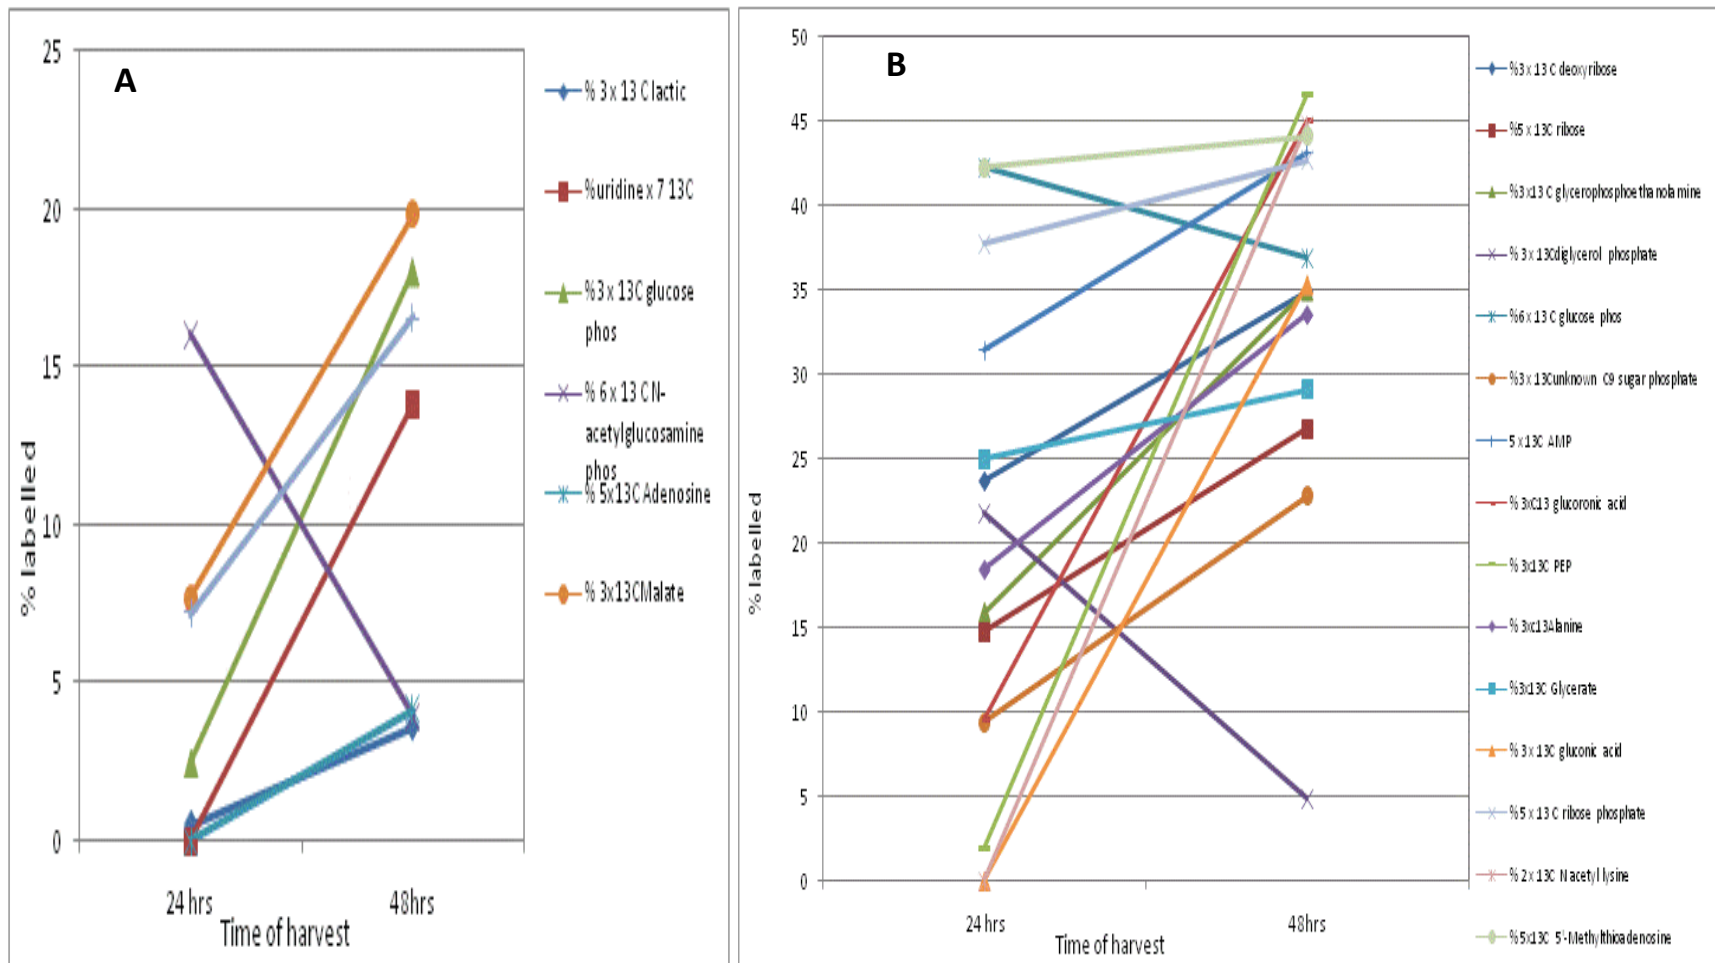 A
25
20
15
10
5
0
% labelled
24 hrs
48hrs
Time of harvest
% 3 x 13 C lactic
%uridine x 7 13C
%3 x 13C glucose
phos
% 6 x 13 C N-
acetylglucosamine
phos
% 5x13C Adenosine
% 3x13CMalate
B
50
45
40
35
30
25
20
15
10
5
0
% labelled
24 hrs
48hrs
Time of harvest
%3 x 13 C deoxyribose
%5 x 13C ribose
%3x13 C glycerophosphoethanolamine
% 3 x 13Cdiglycerol phosphate
%6 x 13 C glucose phos
%3 x 13Cunknown C9 sugar phosphate
5 x13C AMP
% 3xC13 glucoronic acid
% 3x13C PEP
% 3xc13Alanine
%3x13C Glycerate
% 3 x 13C gluconic acid
%5 x 13 C ribose phosphate
% 2 x 13C N acetyl lysine
%5x13C 5'-Methylthioadenosine